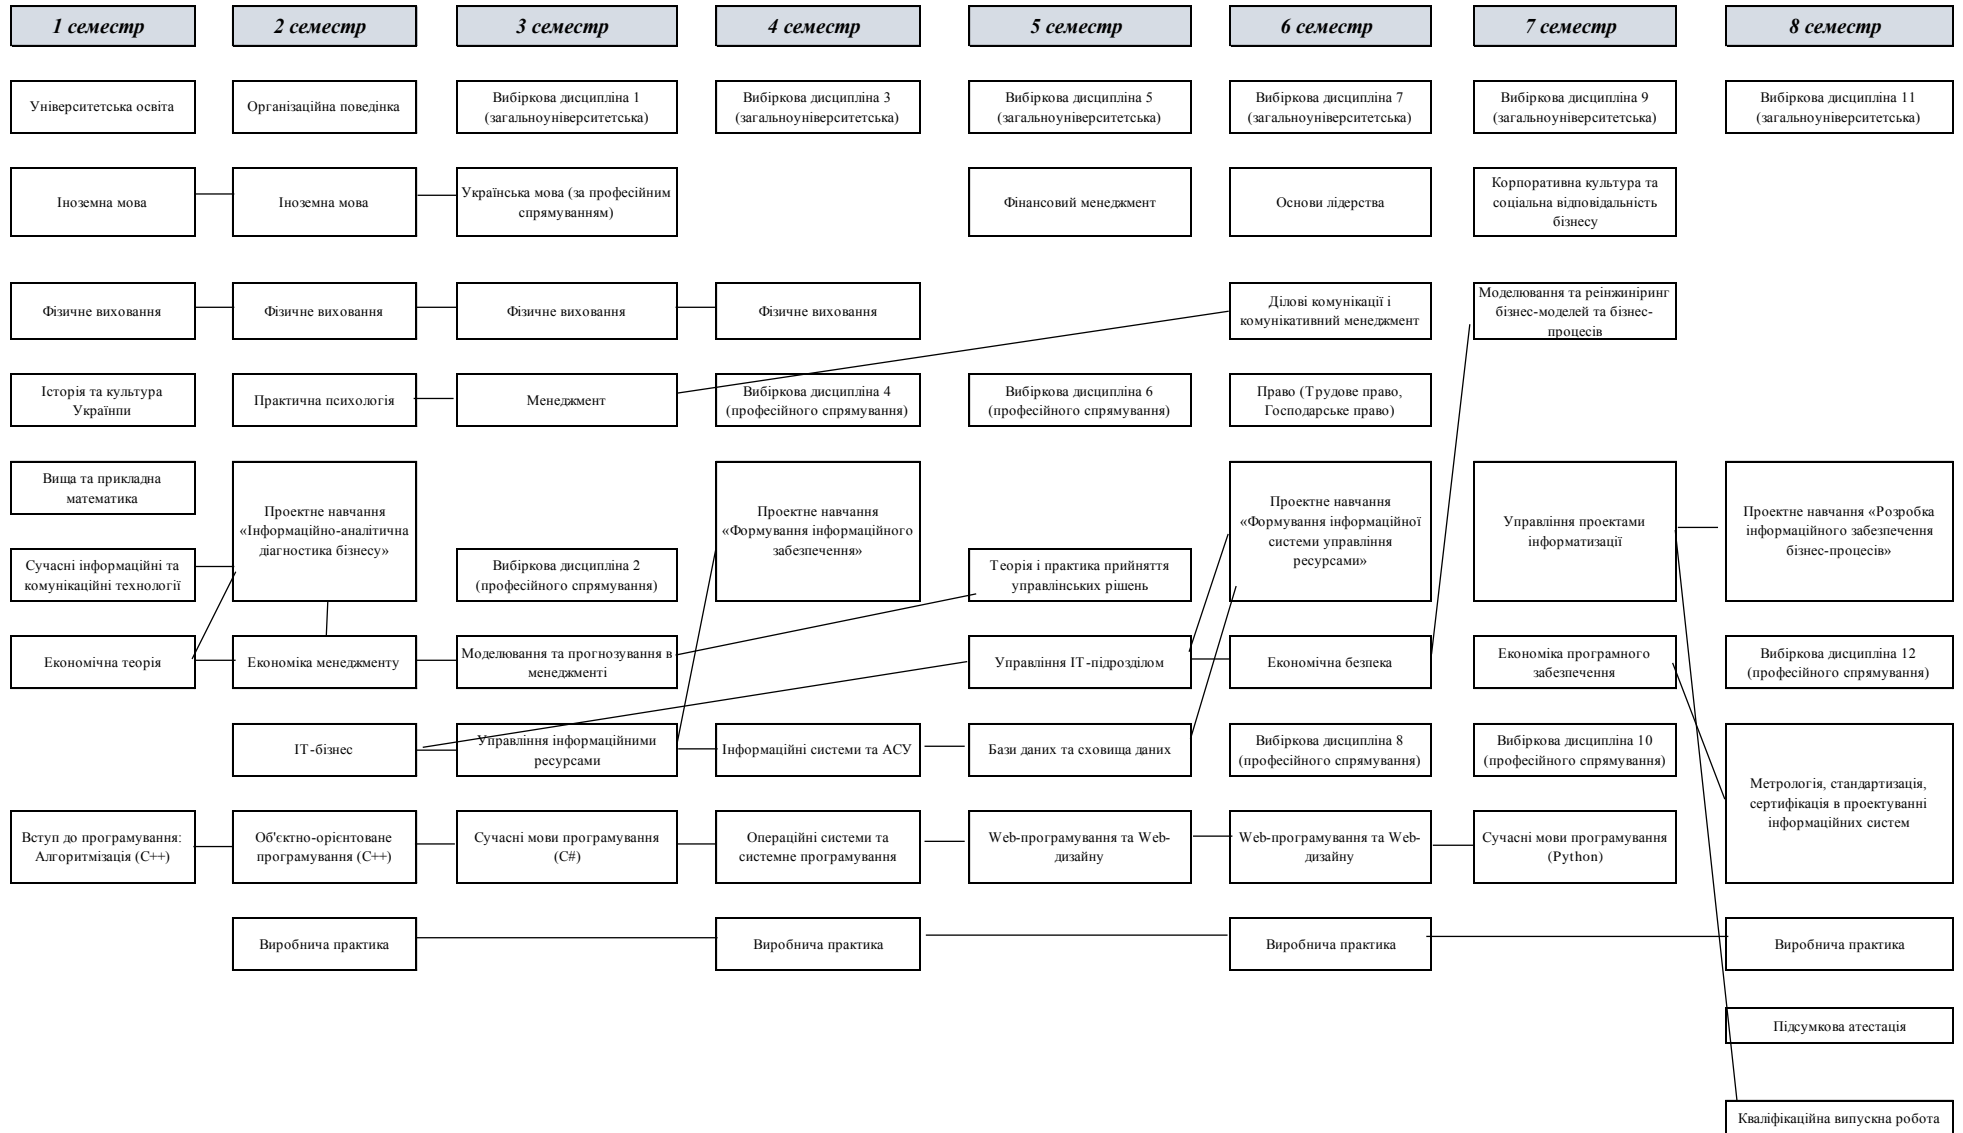 1 семестр
2 семестр
3 семестр
4 семестр
5 семестр
6 семестр
7 семестр
8 семестр
Університетська освіта
Організаційна поведінка
Вибіркова дисципліна 1
(загальноуніверситетська)
Вибіркова дисципліна 3
(загальноуніверситетська)
Вибіркова дисципліна 5
(загальноуніверситетська)
Вибіркова дисципліна 7
(загальноуніверситетська)
Вибіркова дисципліна 9
(загальноуніверситетська)
Вибіркова дисципліна 11
(загальноуніверситетська)
Іноземна мова
Іноземна мова
Українська мова (за професійним
спрямуванням)
Фінансовий менеджмент
Основи лідерства
Корпоративна культура та
соціальна відповідальність
бізнесу
Фізичне виховання
Фізичне виховання
Фізичне виховання
Фізичне виховання
Ділові комунікації і
комунікативний менеджмент
Моделювання та реінжиніринг
бізнес-моделей та бізнес-
процесів
Історія та культура
Українпи
Практична психологія
Менеджмент
Вибіркова дисципліна 4
(професійного спрямування)
Вибіркова дисципліна 6
(професійного спрямування)
Право (Трудове право,
Господарське право)
Вища та прикладна
математика
Проектне навчання
«Інформаційно-аналітична
діагностика бізнесу»
Проектне навчання
«Формування інформаційного
забезпечення»
Проектне навчання
«Формування інформаційної
системи управління
ресурсами»
Управління проектами
інформатизації
Проектне навчання «Розробка
інформаційного забезпечення
бізнес-процесів»
Сучасні інформаційні та
комунікаційні технології
Вибіркова дисципліна 2
(професійного спрямування)
Теорія і практика прийняття
управлінських рішень
Економічна теорія
Економіка менеджменту
Моделювання та прогнозування в
менеджменті
Управління ІТ-підрозділом
Економічна безпека
Економіка програмного
забезпечення
Вибіркова дисципліна 12
(професійного спрямування)
ІТ-бізнес
Управління інформаційними
ресурсами
Інформаційні системи та АСУ
Бази даних та сховища даних
Вибіркова дисципліна 8
(професійного спрямування)
Вибіркова дисципліна 10
(професійного спрямування)
Метрологія, стандартизація,
сертифікація в проектуванні
інформаційних систем
Вступ до програмування:
Алгоритмізація (С++)
Об'єктно-орієнтоване
програмування (С++)
Сучасні мови програмування
(С#)
Операційні системи та
системне програмування
Web-програмування та Web-
дизайну
Web-програмування та Web-
дизайну
Сучасні мови програмування
(Python)
Виробнича практика
Виробнича практика
Виробнича практика
Виробнича практика
Підсумкова атестація
Кваліфікаційна випускна робота